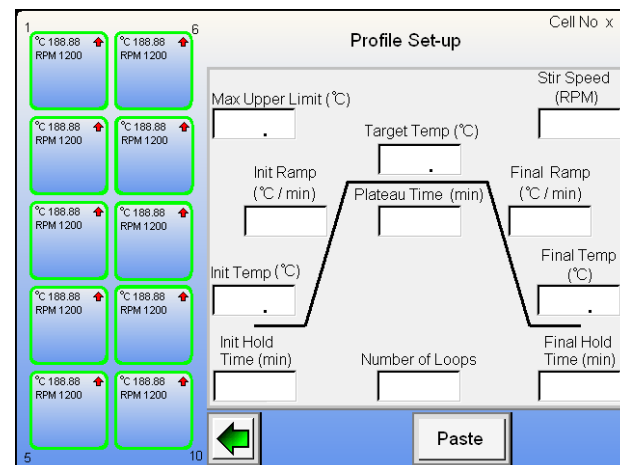 1
6
°C 188.88
RPM 1200
°C 188.88
RPM 1200
°C 188.88
RPM 1200
°C 188.88
RPM 1200
°C 188.88
RPM 1200
°C 188.88
RPM 1200
°C 188.88
RPM 1200
°C 188.88
RPM 1200
°C 188.88
RPM 1200
°C 188.88
RPM 1200
5
10
Cell No x
Profile Set-up
Stir Speed
(RPM)
Max Upper Limit (°C)
.
Target Temp (°C)
.
Init Ramp
(°C / min)
Plateau Time (min)
Final Ramp
(°C / min)
Init Temp (°C)
.
Final Temp
(°C)
.
Init Hold
Time (min)
Number of Loops
Final Hold
Time (min)
Paste